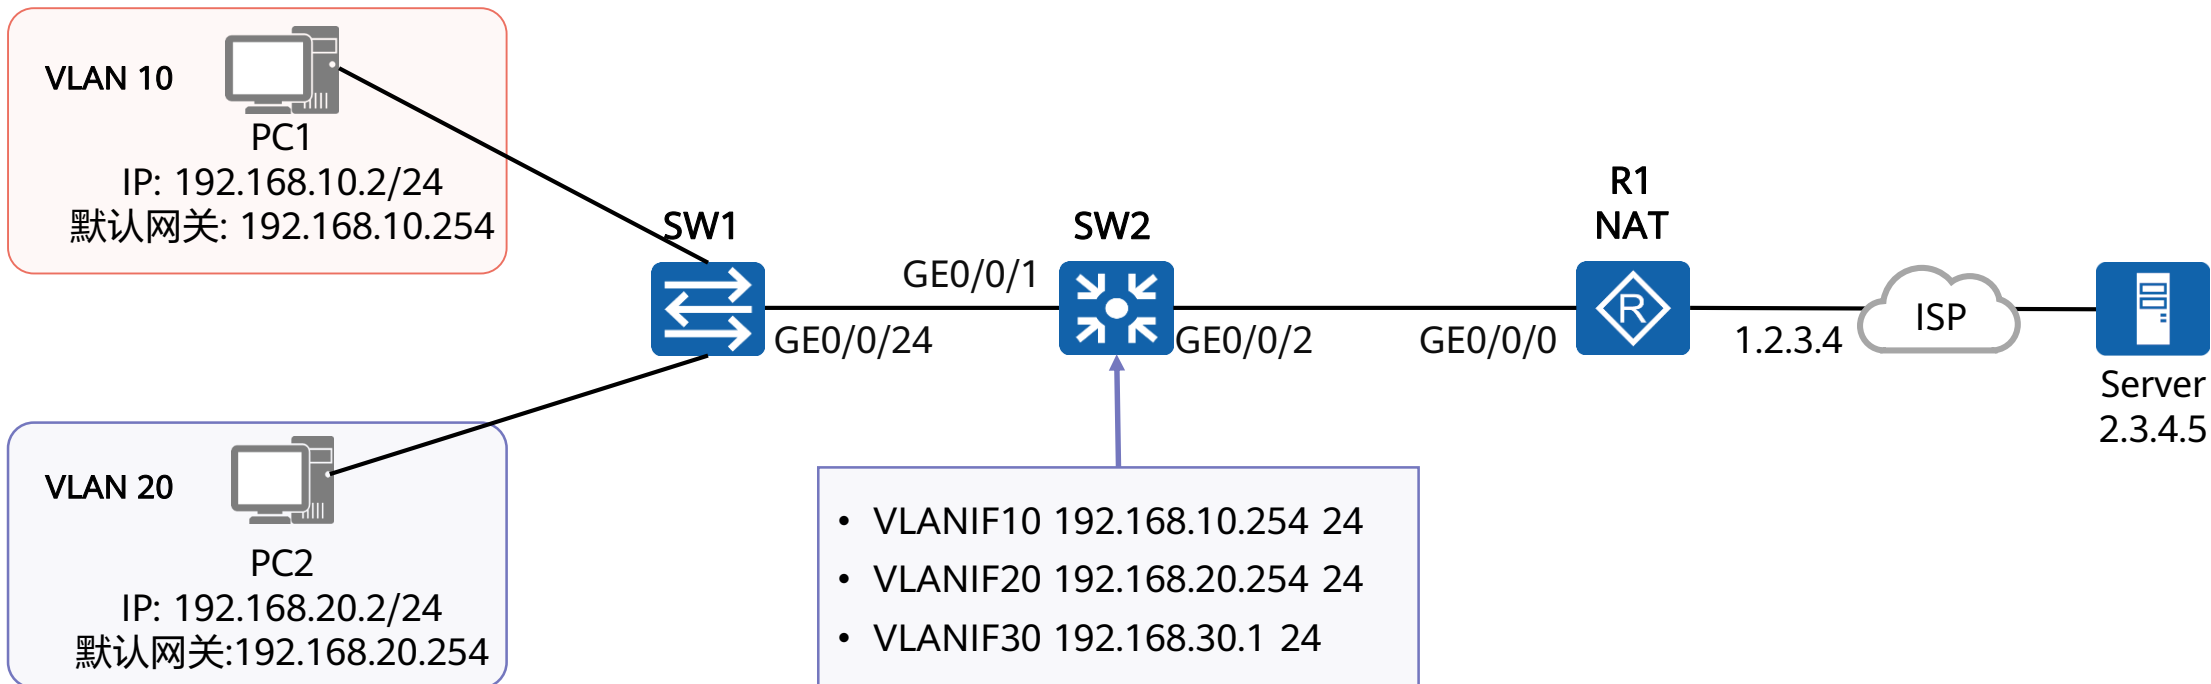 VLAN 10
PC1
IP: 192.168.10.2/24
默认网关: 192.168.10.254
VLAN 20
PC2
IP: 192.168.20.2/24
默认网关:192.168.20.254
SW1
GE0/0/24
GE0/0/1
SW2
GE0/0/2
• VLANIF10 192.168.10.254 24
• VLANIF20 192.168.20.254 24
• VLANIF30 192.168.30.1 24
R1
NAT
GE0/0/0
R
1.2.3.4
ISP
Server
2.3.4.5